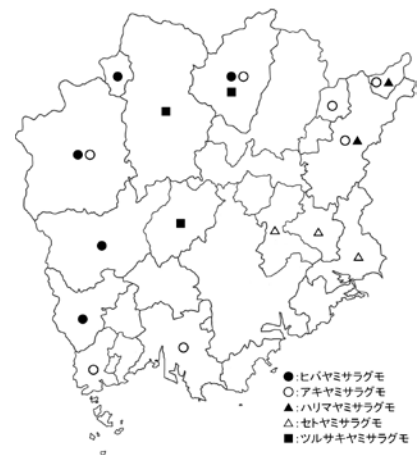 ●:ヒバヤミサラグモ
○:アキヤミサラグモ
▲:ハリマヤミサラグモ
△:セトヤミサラグモ
■:ツルサキヤミサラグモ